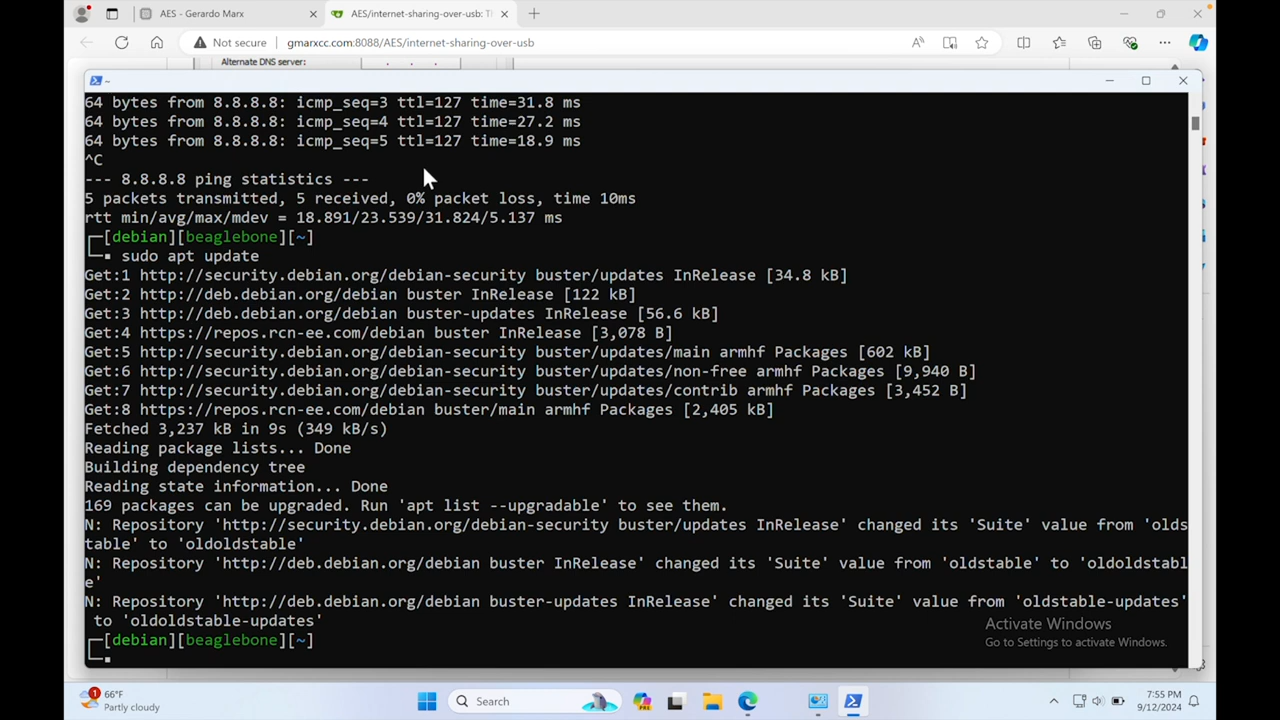 AES - Gerardo Marx
AES/internet-sharing-over-usb: Th
Not secure
gmarxcc.com:8088/AES/internet-sharing-over-usb
Alternate DNS server:
~
64 bytes from 8.8.8.8: icmp_seq=3 ttl=127 time=31.8 ms
64 bytes from 8.8.8.8: icmp_seq=4 ttl=127 time=27.2 ms
64 bytes from 8.8.8.8: icmp_seq=5 ttl=127 time=18.9 ms
^C
--- 8.8.8.8 ping statistics ---
5 packets transmitted, 5 received, 0% packet loss, time 10ms
rtt min/avg/max/mdev = 18.891/23.539/31.824/5.137 ms
[debian][beaglebone][~]
sudo apt update
Get:1 http://security.debian.org/debian-security buster/updates InRelease [34.8 kB]
Get:2 http://deb.debian.org/debian buster InRelease [122 kB]
Get:3 http://deb.debian.org/debian buster-updates InRelease [56.6 kB]
Get:4 https://repos.rcn-ee.com/debian buster InRelease [3,078 B]
Get:5 http://security.debian.org/debian-security buster/updates/main armhf Packages [602 kB]
Get:6 http://security.debian.org/debian-security buster/updates/non-free armhf Packages [9,940 B]
Get:7 http://security.debian.org/debian-security buster/updates/contrib armhf Packages [3,452 B]
Get:8 https://repos.rcn-ee.com/debian buster/main armhf Packages [2,405 kB]
Fetched 3,237 kB in 9s (349 kB/s)
Reading package lists... Done
Building dependency tree
Reading state information... Done
169 packages can be upgraded. Run 'apt list --upgradable' to see them.
N: Repository 'http://security.debian.org/debian-security buster/updates InRelease' changed its 'Suite' value from 'olds
table' to 'oldoldstable'
N: Repository 'http://deb.debian.org/debian buster InRelease' changed its 'Suite' value from 'oldstable' to 'oldoldstabl
e'
N: Repository 'http://deb.debian.org/debian buster-updates InRelease' changed its 'Suite' value from 'oldstable-updates'
to 'oldoldstable-updates'
[debian][beaglebone][~]
Activate Windows
Go to Settings to activate Windows.
1
66°F
Partly cloudy
Search
7:55 PM
9/12/2024